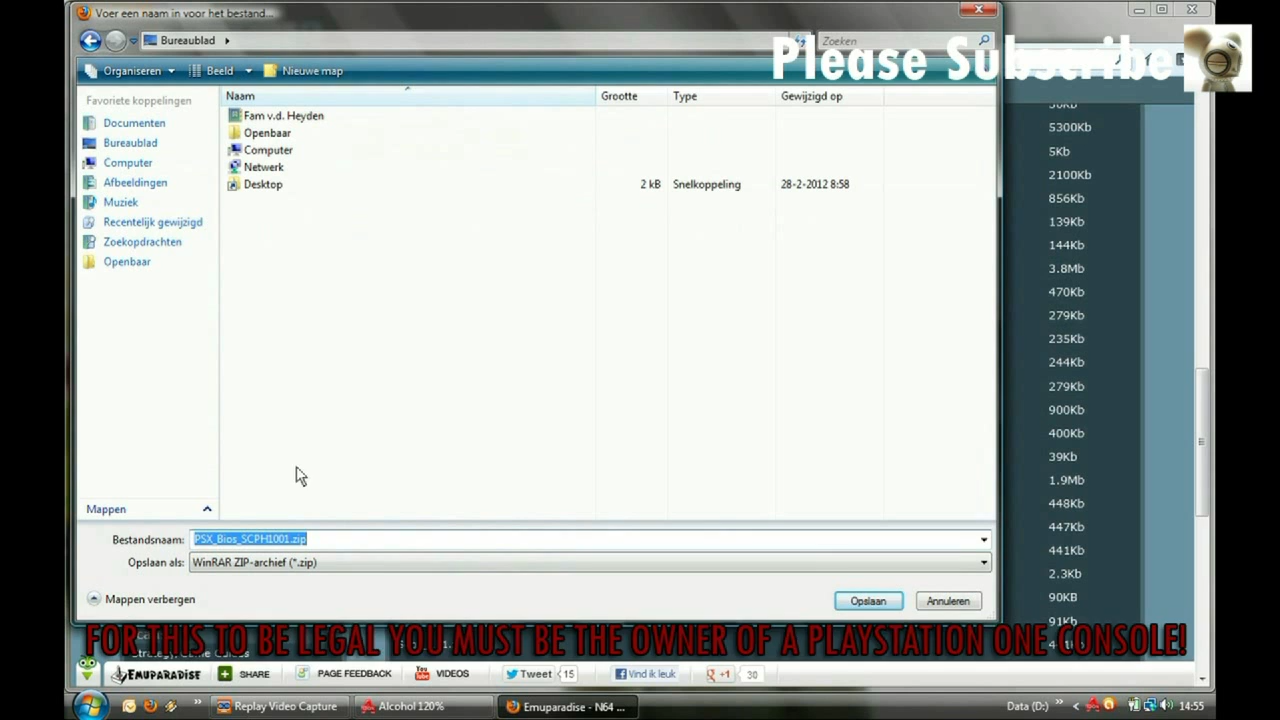 Voer een naam in voor het bestand...
Bureaublad
Zoeken
Please Subscribe
Organiseren Beeld Nieuwe map
Favoriete koppelingen
Documenten
Bureaublad
Computer
Afbeeldingen
Muziek
Recentelijk gewijzigd
Zoekopdrachten
Openbaar
Mappen
Naam Grootte Type Gewijzigd op
Fam v.d. Heyden
Openbaar
Computer
Netwerk
Desktop 2 kB Snelkoppeling 28-2-2012 8:58
5300Kb
5Kb
2100Kb
856Kb
139Kb
144Kb
3.8Mb
470Kb
279Kb
235Kb
244Kb
279Kb
900Kb
400Kb
39Kb
1.9Mb
448Kb
447Kb
441Kb
2.3Kb
90KB
91Kb
Bestandsnaam: PSX_Bios_SCPH1001.zip
Opslaan als: WinRAR ZIP-archief (*.zip)
Mappen verbergen
Opslaan Annuleren
FOR THIS TO BE LEGAL YOU MUST BE THE OWNER OF A PLAYSTATION ONE CONSOLE!
EMUPARADISE SHARE PAGE FEEDBACK You Tube VIDEOS Tweet 15 Vind ik leuk +1 30
Replay Video Capture Alcohol 120% Emuparadise - N64 ... Data (D:) 14:55